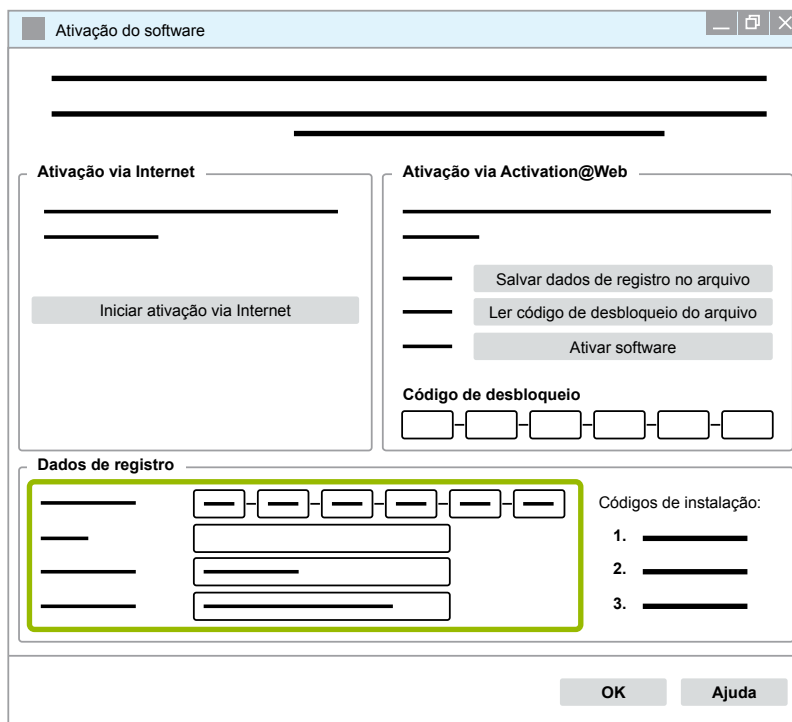 Ativação do software
Ativação via Internet
Iniciar ativação via Internet
Ativação via Activation@Web
Salvar dados de registro no arquivo
Ler código de desbloqueio do arquivo
Ativar software
Código de desbloqueio
Dados de registro
Códigos de instalação:
1.
2.
3.
OK
Ajuda